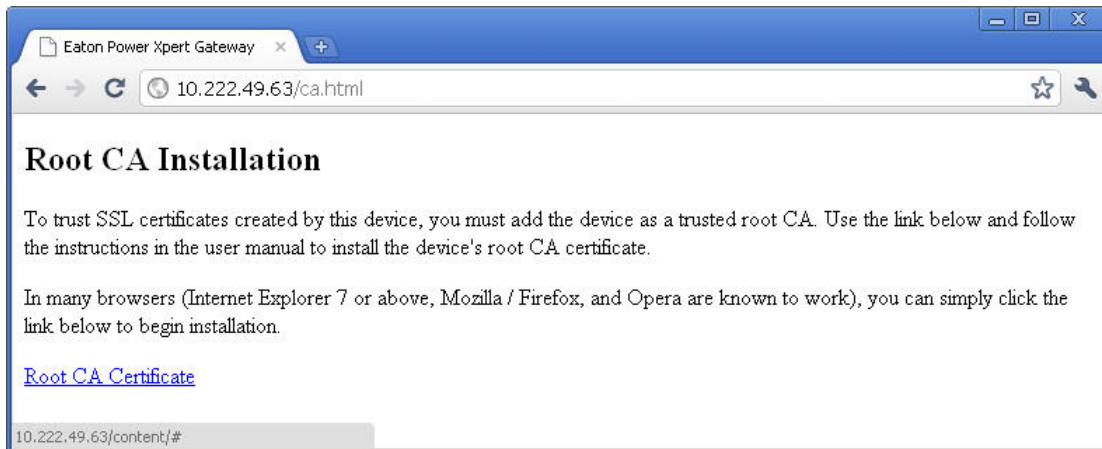 Eaton Power Xpert Gateway
10.222.49.63/ca.html
Root CA Installation
To trust SSL certificates created by this device, you must add the device as a trusted root CA. Use the link below and follow
the instructions in the user manual to install the device's root CA certificate.
In many browsers (Internet Explorer 7 or above, Mozilla / Firefox, and Opera are known to work), you can simply click the
link below to begin installation.
Root CA Certificate
10.222.49.63/content/#